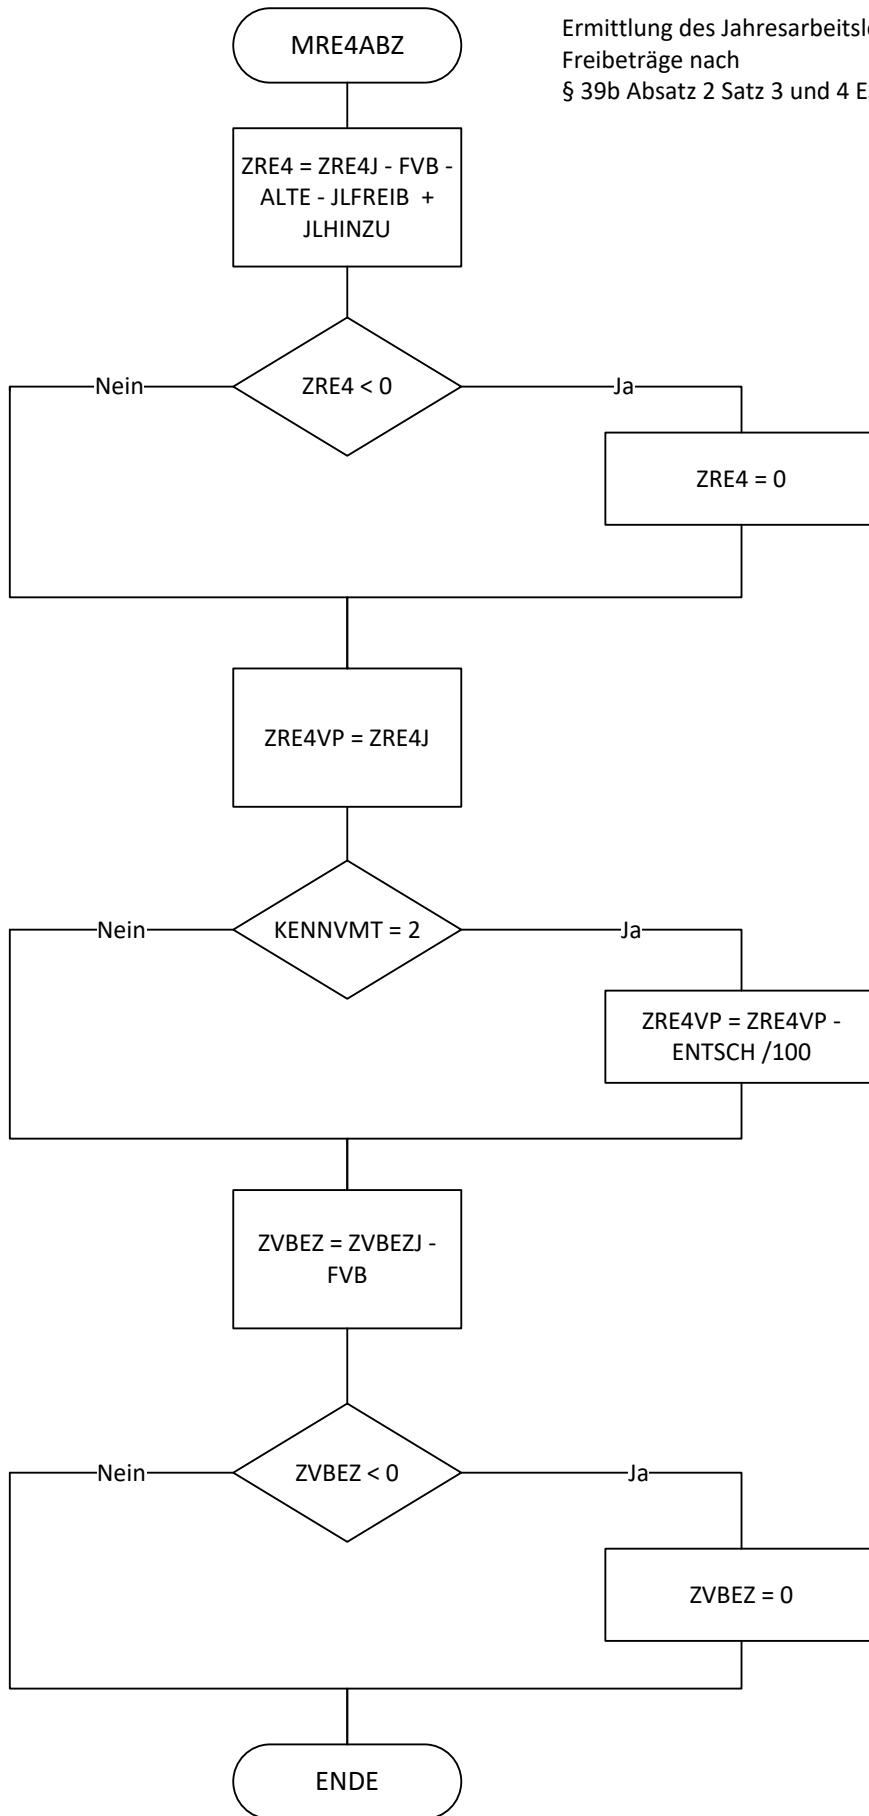 MRE4ABZ
Ermittlung des
Freibeträge nach
§ 39b Absatz 2 Satz 3 und 4
ZRE4 = ZRE4J - FVB -
ALTE - JLFREIB +
JLHINZU
ZRE4 < 0
Nein
Ja
ZRE4 = 0
ZRE4VP = ZRE4J
KENNVMT = 2
Nein
Ja
ZRE4VP = ZRE4VP -
ENTSCH /100
ZVBEZ = ZVBEZJ -
FVB
ZVBEZ < 0
Nein
Ja
ZVBEZ = 0
ENDE